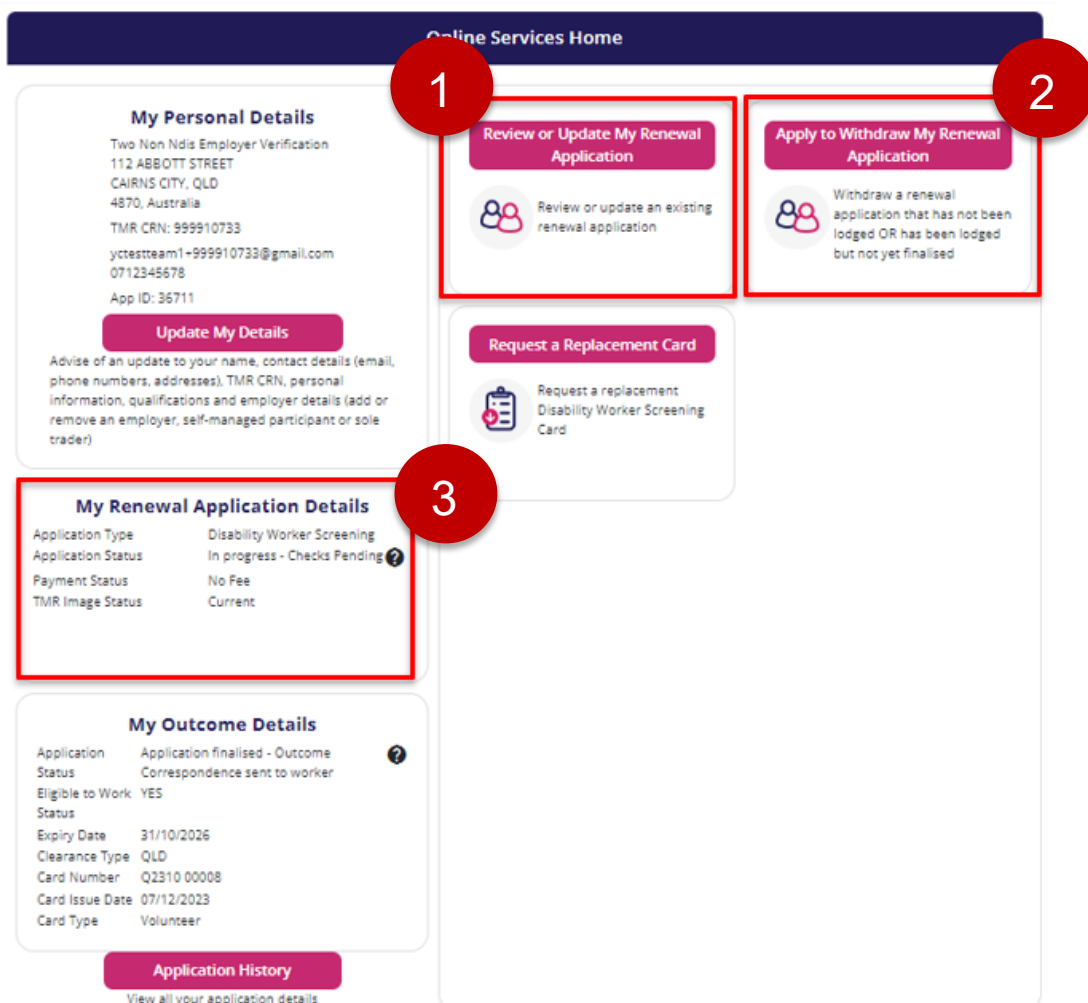 Online Services Home
1
2
My Personal Details
Two Non Ndis Employer Verification
112 ABBOTT STREET
CAIRNS CITY, QLD
4870, Australia
TMR CRN: 999910733
yctestteam1+999910733@gmail.com
0712345678
App ID: 36711
Update My Details
Advise of an update to your name, contact details (email,
phone numbers, addresses), TMR CRN, personal
information, qualifications and employer details (add or
remove an employer, self-managed participant or sole
trader)
Review or Update My Renewal
Application
Review or update an existing
renewal application
Apply to Withdraw My Renewal
Application
Withdraw a renewal
application that has not been
lodged OR has been lodged
but not yet finalised
Request a Replacement Card
Request a replacement
Disability Worker Screening
Card
3
My Renewal Application Details
Application Type Disability Worker Screening
Application Status In progress - Checks Pending ?
Payment Status No Fee
TMR Image Status Current
My Outcome Details
Application Application finalised - Outcome ?
Status Correspondence sent to worker
Eligible to Work YES
Status
Expiry Date 31/10/2026
Clearance Type QLD
Card Number Q2310 00008
Card Issue Date 07/12/2023
Card Type Volunteer
Application History
View all your application details